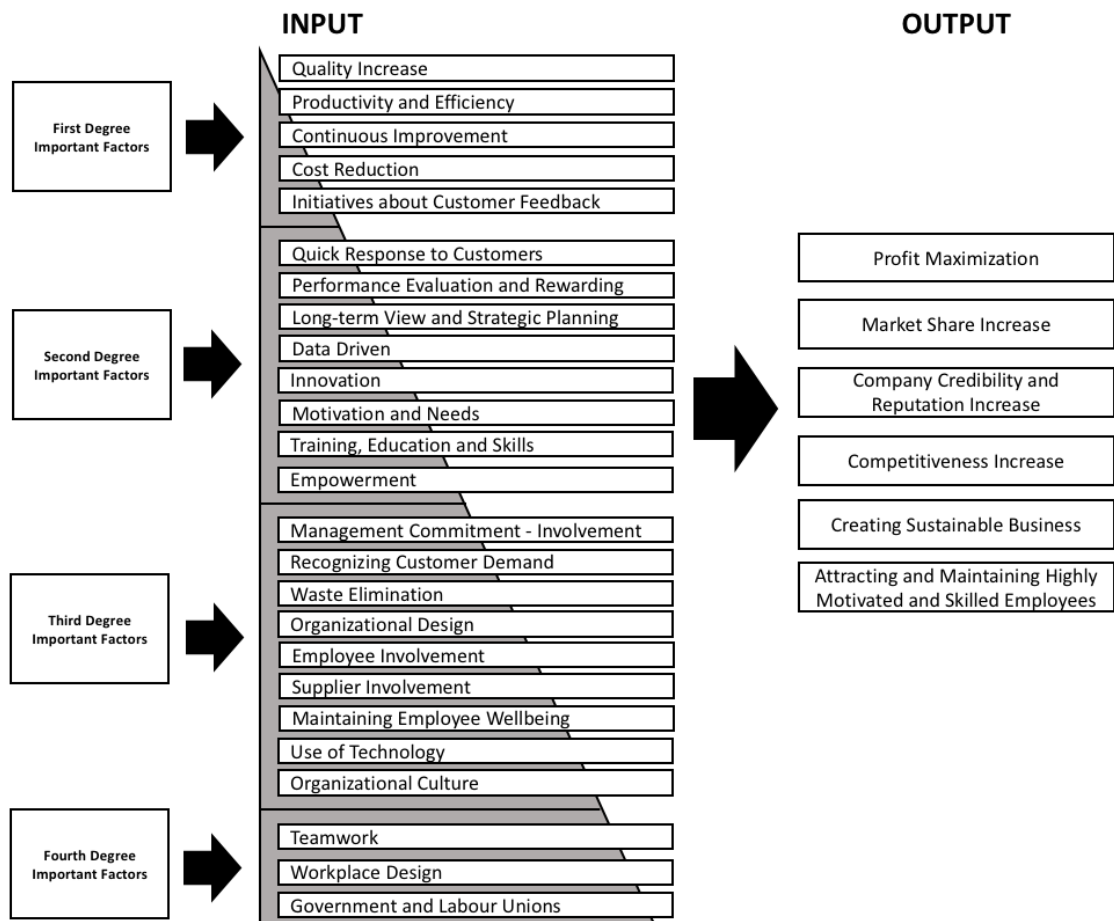 INPUT
OUTPUT
First Degree
Important Factors
Quality Increase
Productivity and Efficiency
Continuous Improvement
Cost Reduction
Initiatives about Customer Feedback
Second Degree
Important Factors
Quick Response to Customers
Performance Evaluation and Rewarding
Long-term View and Strategic Planning
Data Driven
Innovation
Motivation and Needs
Training, Education and Skills
Empowerment
Third Degree
Important Factors
Management Commitment - Involvement
Recognizing Customer Demand
Waste Elimination
Organizational Design
Employee Involvement
Supplier Involvement
Maintaining Employee Wellbeing
Use of Technology
Organizational Culture
Fourth Degree
Important Factors
Teamwork
Workplace Design
Government and Labour Unions
Profit Maximization
Market Share Increase
Company Credibility and
Reputation Increase
Competitiveness Increase
Creating Sustainable Business
Attracting and Maintaining Highly
Motivated and Skilled Employees